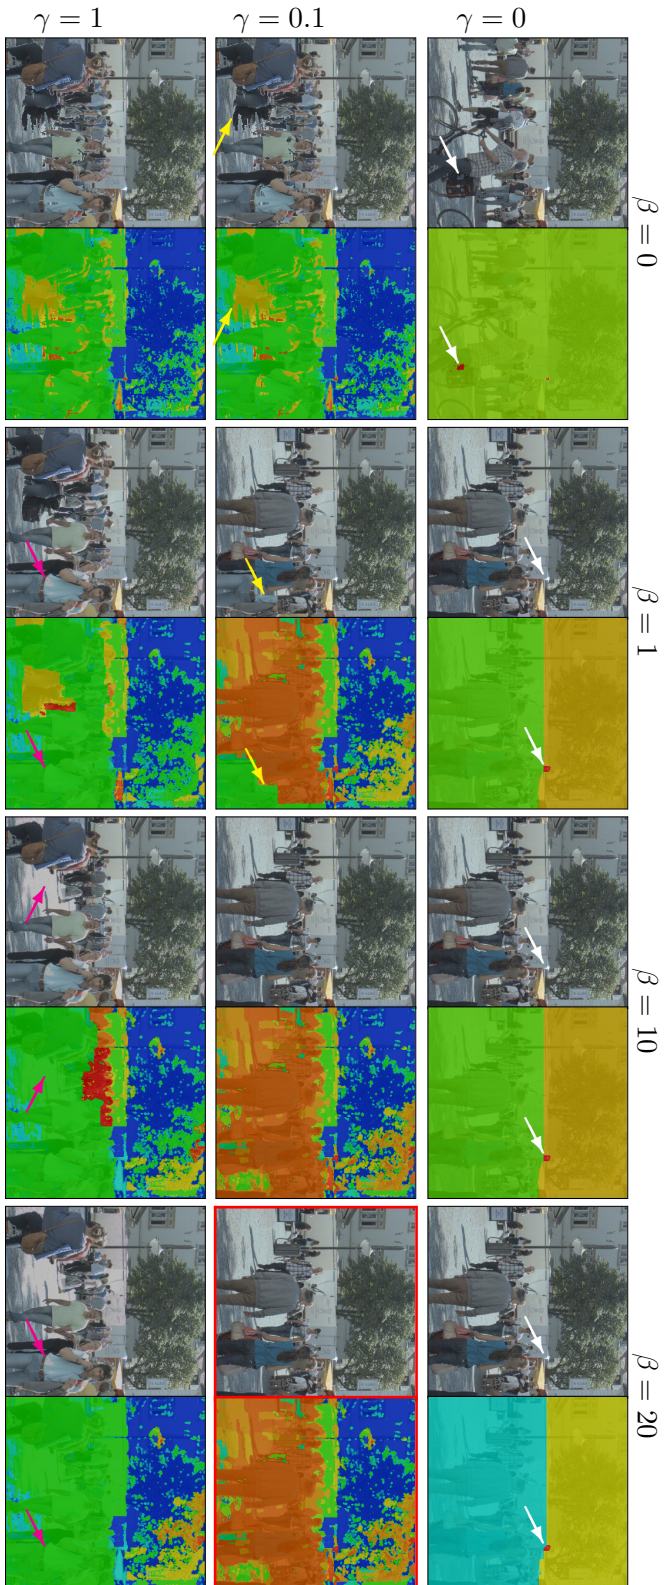 γ = 1
γ = 0.1
γ = 0
β = 0
β = 1
β = 10
β = 20